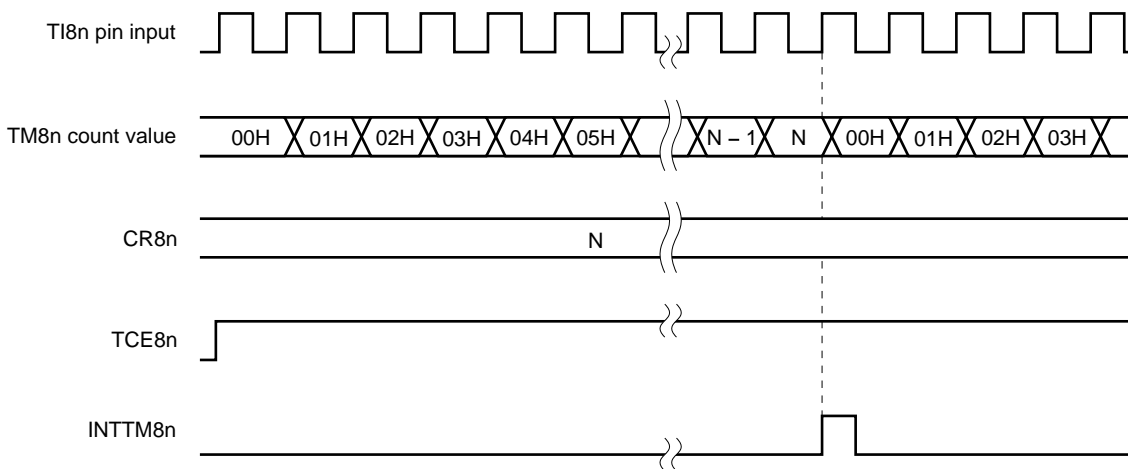 TI8n pin input
TM8n count value 00H 01H 02H 03H 04H 05H N – 1 N 00H 01H 02H 03H
CR8n N
TCE8n
INTTM8n